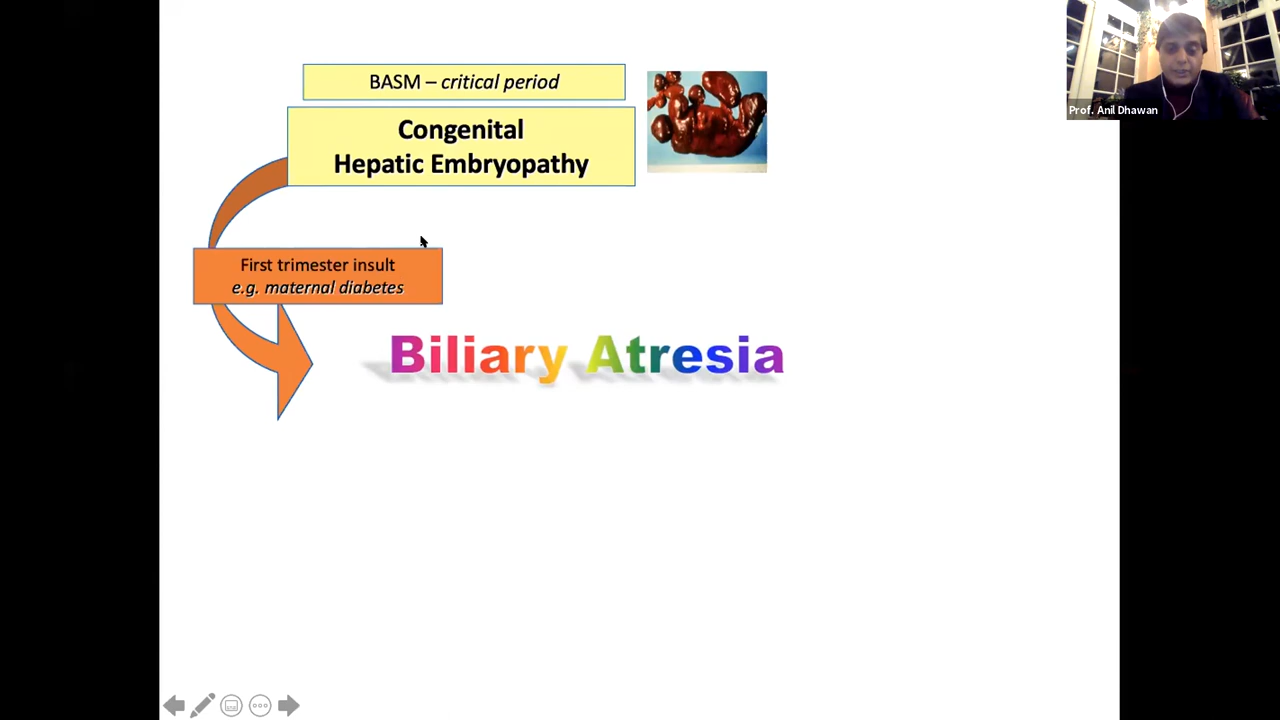 BASM – critical period
Congenital
Hepatic Embryopathy
First trimester insult
e.g. maternal diabetes
Biliary Atresia
Prof. Anil Dhawan